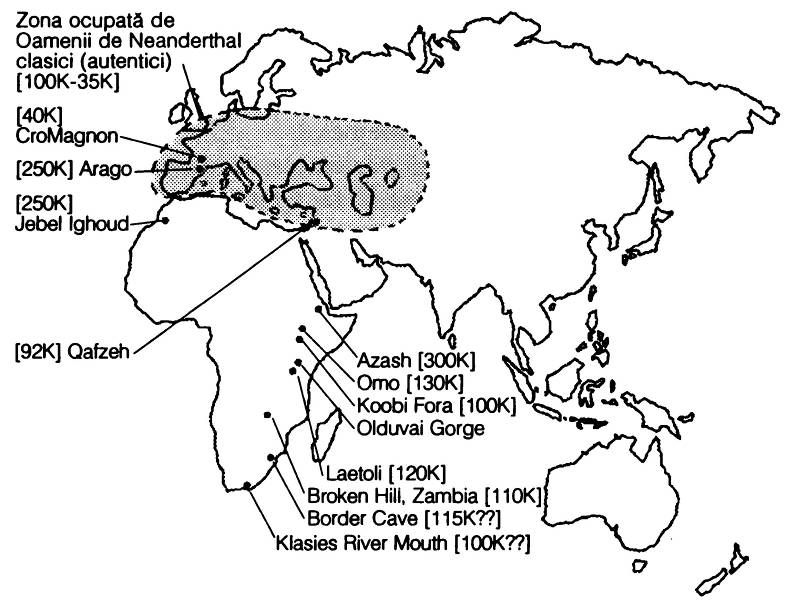 Zona ocupată de
Oamenii de Neanderthal
clasici (autentici)
[100K-35K]
[40K]
CroMagnon
[250K] Arago
[250K]
Jebel Ighoud
[92K] Qafzeh
Azash [300K]
Omo [130K]
Koobi Fora [100K]
Olduvai Gorge
Laetoli [120K]
Broken Hill, Zambia [110K]
Border Cave [115K??]
Klasies River Mouth [100K??]